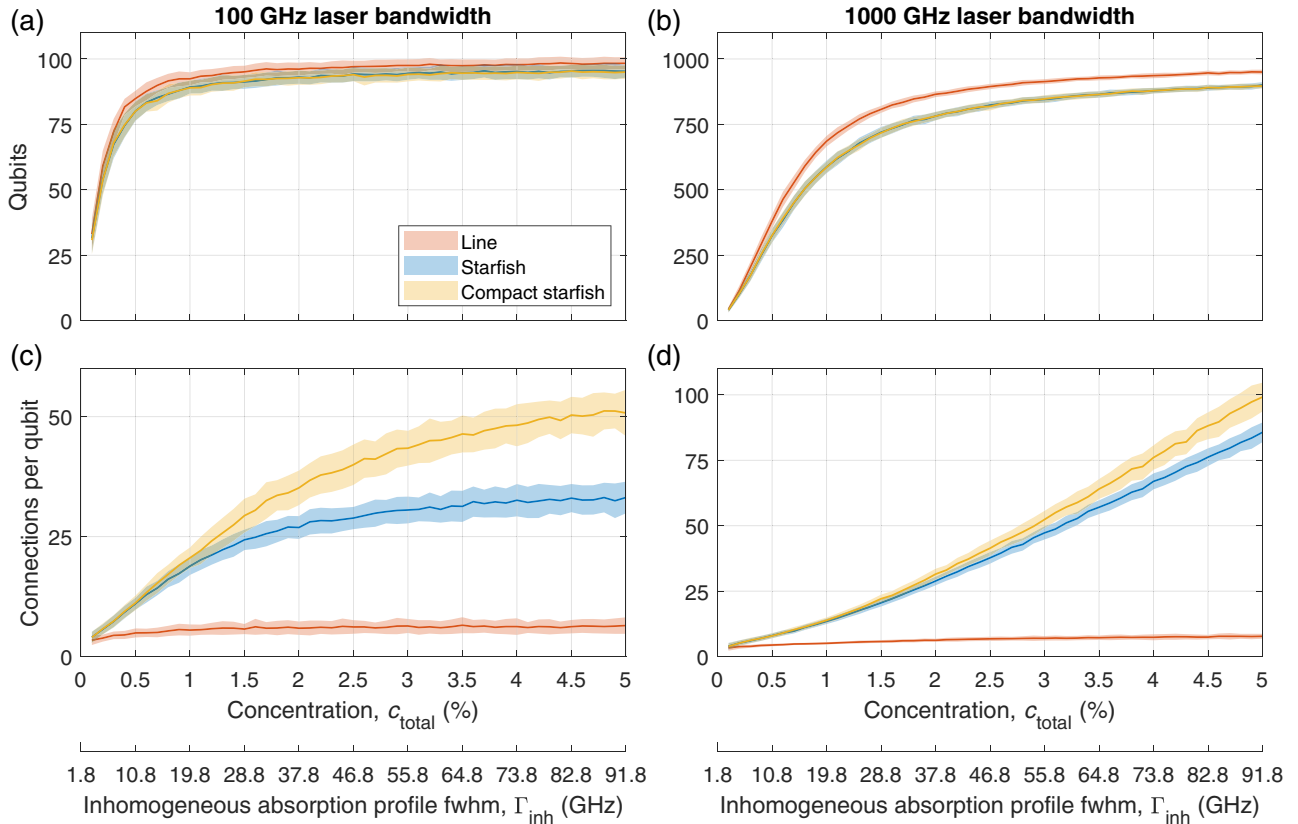 (a) 100 GHz laser bandwidth
(b) 1000 GHz laser bandwidth
Qubits
100
75
50
25
0
Line
Starfish
Compact starfish
1000
750
500
250
0
(c)
Connections per qubit
50
25
0
0 0.5 1 1.5 2 2.5 3 3.5 4 4.5 5
Concentration, c_total (%)
1.8 10.8 19.8 28.8 37.8 46.8 55.8 64.8 73.8 82.8 91.8
Inhomogeneous absorption profile fwhm, Γ_inh (GHz)
(d)
100
75
50
25
0
0 0.5 1 1.5 2 2.5 3 3.5 4 4.5 5
Concentration, c_total (%)
1.8 10.8 19.8 28.8 37.8 46.8 55.8 64.8 73.8 82.8 91.8
Inhomogeneous absorption profile fwhm, Γ_inh (GHz)